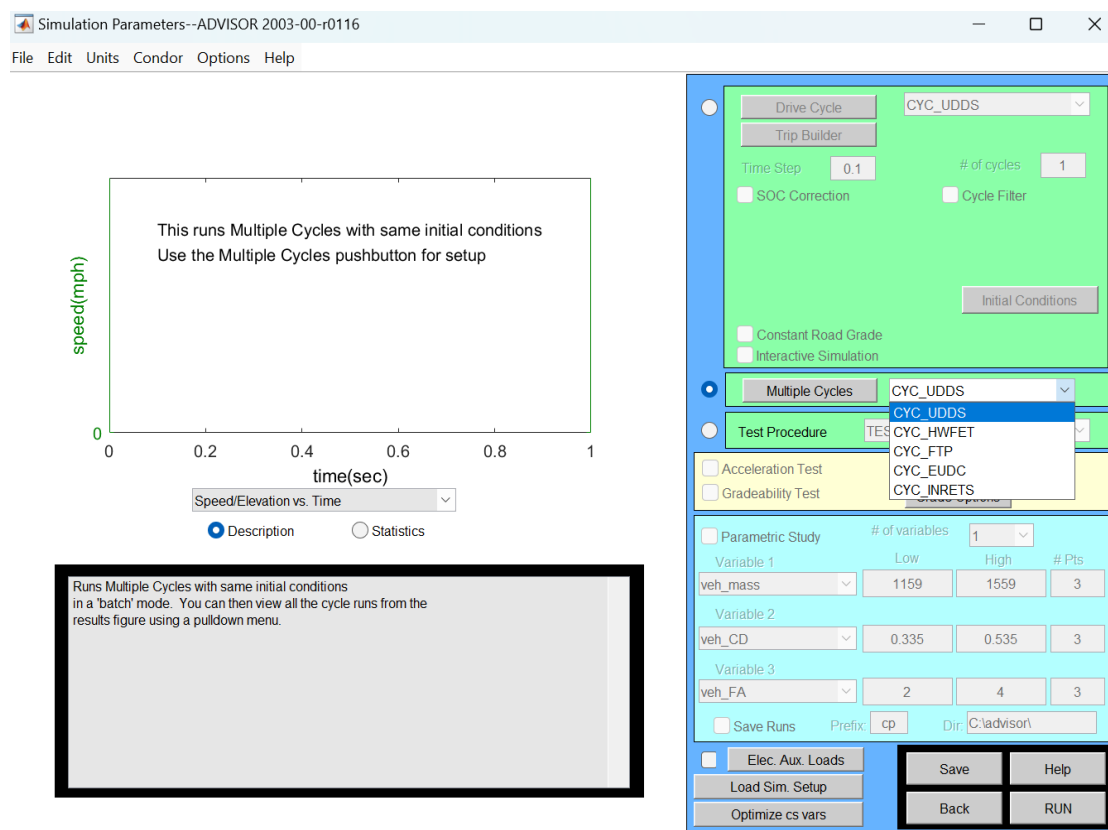 Simulation Parameters--ADVISOR 2003-00-r0116
File Edit Units Condor Options Help
This runs Multiple Cycles with same initial conditions
Use the Multiple Cycles pushbutton for setup
speed(mph)
0
0 0.2 0.4 0.6 0.8 1
time(sec)
Speed/Elevation vs. Time
Description Statistics
Runs Multiple Cycles with same initial conditions
in a 'batch' mode. You can then view all the cycle runs from the
results figure using a pulldown menu.
Drive Cycle CYC_UDDS
Trip Builder
Time Step 0.1 # of cycles 1
SOC Correction Cycle Filter
Initial Conditions
Constant Road Grade
Interactive Simulation
Multiple Cycles CYC_UDDS
CYC_UDDS
CYC_HWFET
CYC_FTP
CYC_EUDC
CYC_INRETS
Test Procedure
Acceleration Test
Gradeability Test
Parametric Study # of variables 1
Low High # Pts
Variable 1
veh_mass 1159 1559 3
Variable 2
veh_CD 0.335 0.535 3
Variable 3
veh_FA 2 4 3
Save Runs Prefix: cp Dir: C:\advisor\
Elec. Aux. Loads
Load Sim. Setup
Optimize cs vars
Save Help
Back RUN